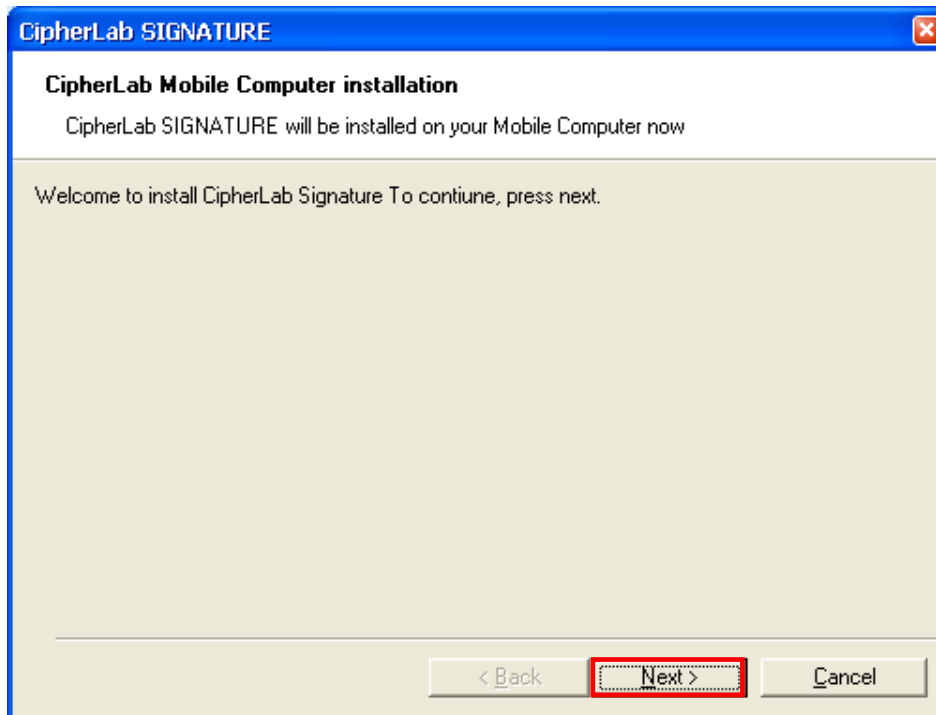 CipherLab SIGNATURE
CipherLab Mobile Computer installation
CipherLab SIGNATURE will be installed on your Mobile Computer now
Welcome to install CipherLab Signature To contiune, press next.
< Back
Next >
Cancel